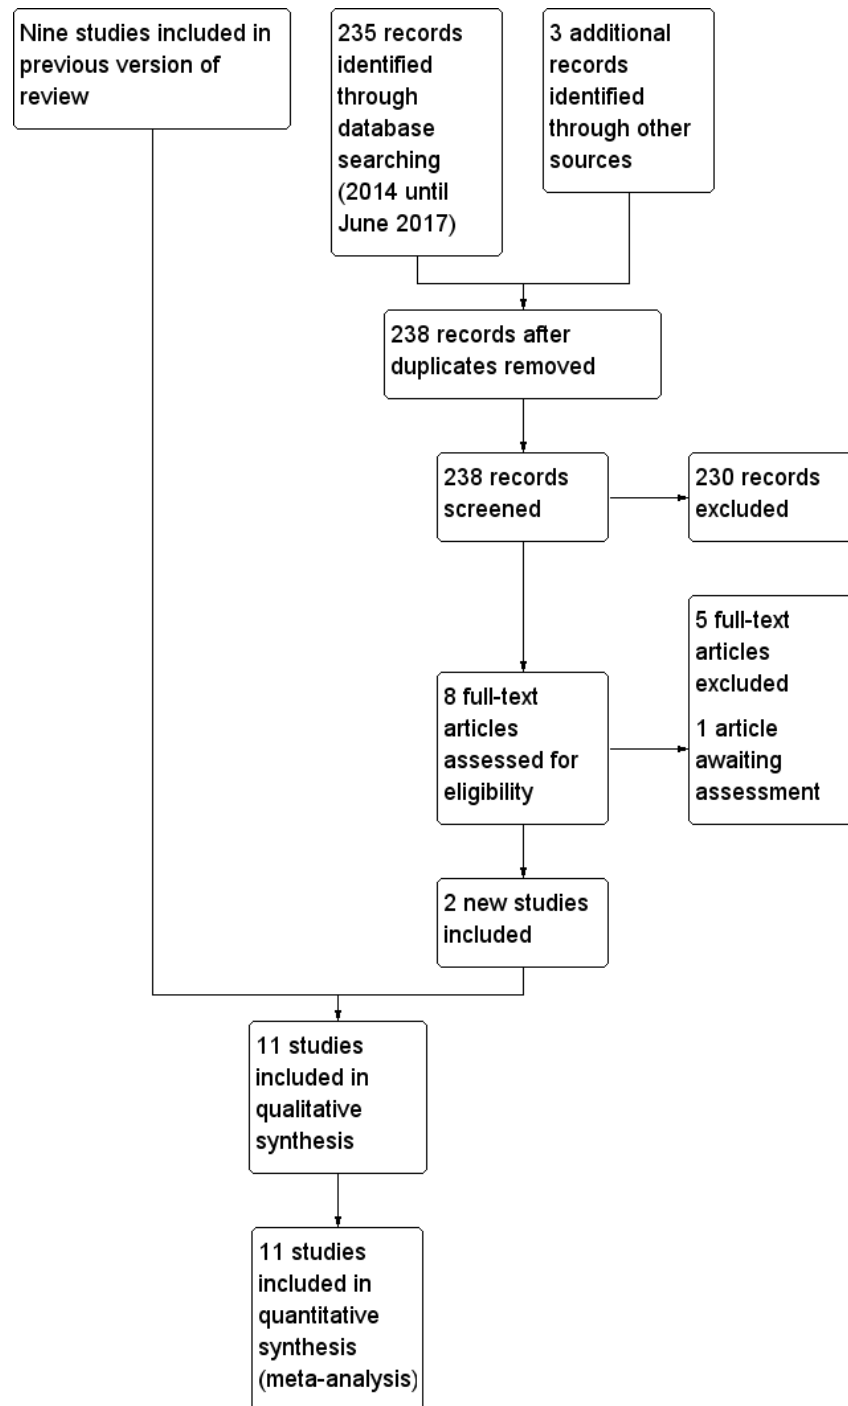 Nine studies included in
previous version of
review
235 records
identified
through
database
searching
(2014 until
June 2017)
3 additional
records
identified
through other
sources
238 records after
duplicates removed
238 records
screened
230 records
excluded
8 full-text
articles
assessed for
eligibility
5 full-text
articles
excluded
1 article
awaiting
assessment
2 new studies
included
11 studies
included in
qualitative
synthesis
11 studies
included in
quantitative
synthesis
(meta-analysis)